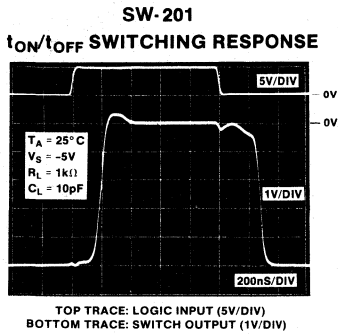 SW-201
tON/tOFF SWITCHING RESPONSE
5V/DIV
0V
0V
TA = 25°C
VS = -5V
RL = 1kΩ
CL = 10pF
1V/DIV
200nS/DIV
TOP TRACE: LOGIC INPUT (5V/DIV)
BOTTOM TRACE: SWITCH OUTPUT (1V/DIV)